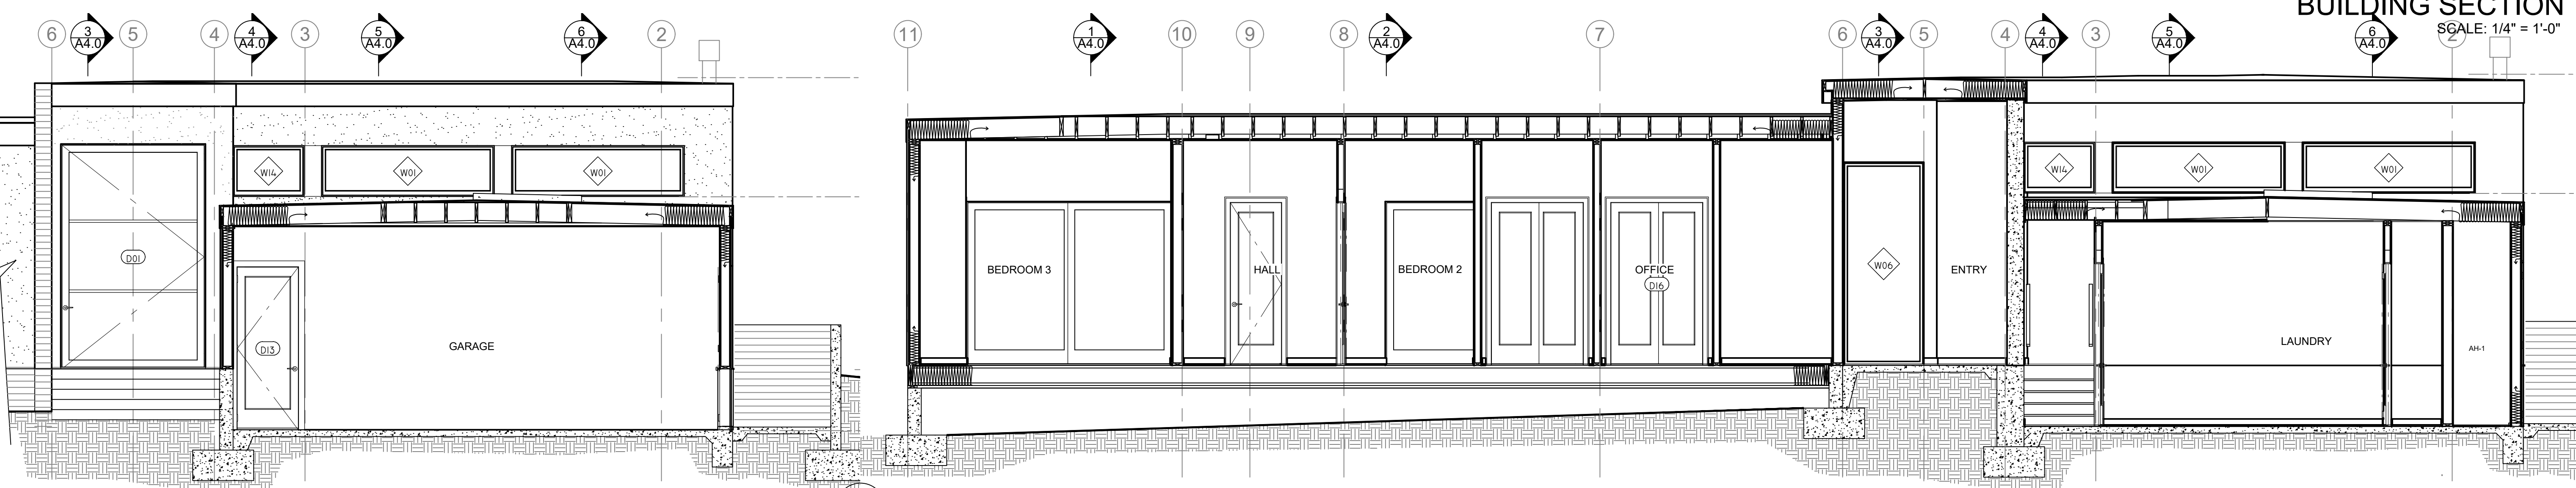 BUILDING SECTION
SCALE: 1/4" = 1'-0"
6
3
A4.0
5
4
4
A4.0
3
5
A4.0
6
A4.0
2
11
1
A4.0
10
9
8
2
A4.0
7
6
3
A4.0
5
4
4
A4.0
3
5
A4.0
6
A4.0
2
W14
W01
W01
D01
D13
GARAGE
BEDROOM 3
HALL
BEDROOM 2
OFFICE
D16
W06
ENTRY
W14
W01
W01
LAUNDRY
AH-1